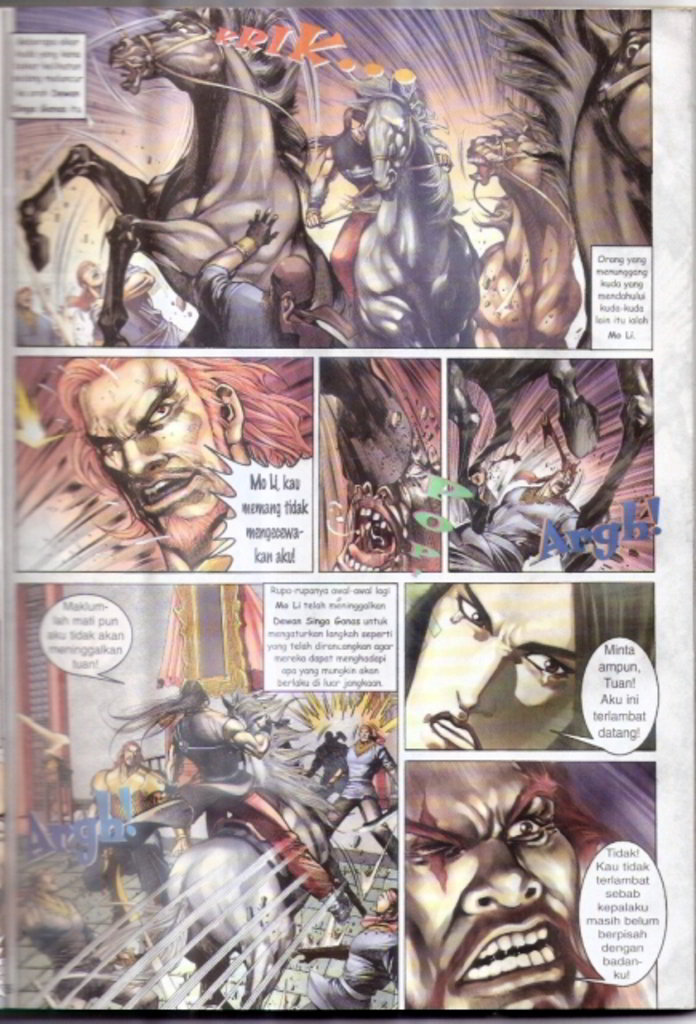 KRIK...
Dewan
Singa Ganas itu.
Orang yang
menunggang
kuda yang
mendahului
kuda-kuda
lain itu ialah
Mo Li.
Mo Li, kau
memang tidak
mengecewa-
kan aku!
POP
Argh!
Rupa-rupanya awal-awal lagi
Mo Li telah meninggalkan
Dewan Singa Ganas untuk
mengaturkan langkah seperti
yang telah dirancangkan agar
mereka dapat menghadapi
apa yang mungkin akan
berlaku di luar jangkaan.
Maklum-
lah mati pun
aku tidak akan
meninggalkan
tuan!
Argh!
Minta
ampun,
Tuan!
Aku ini
terlambat
datang!
Tidak!
Kau tidak
terlambat
sebab
kepalaku
masih belum
berpisah
dengan
badan-
ku!